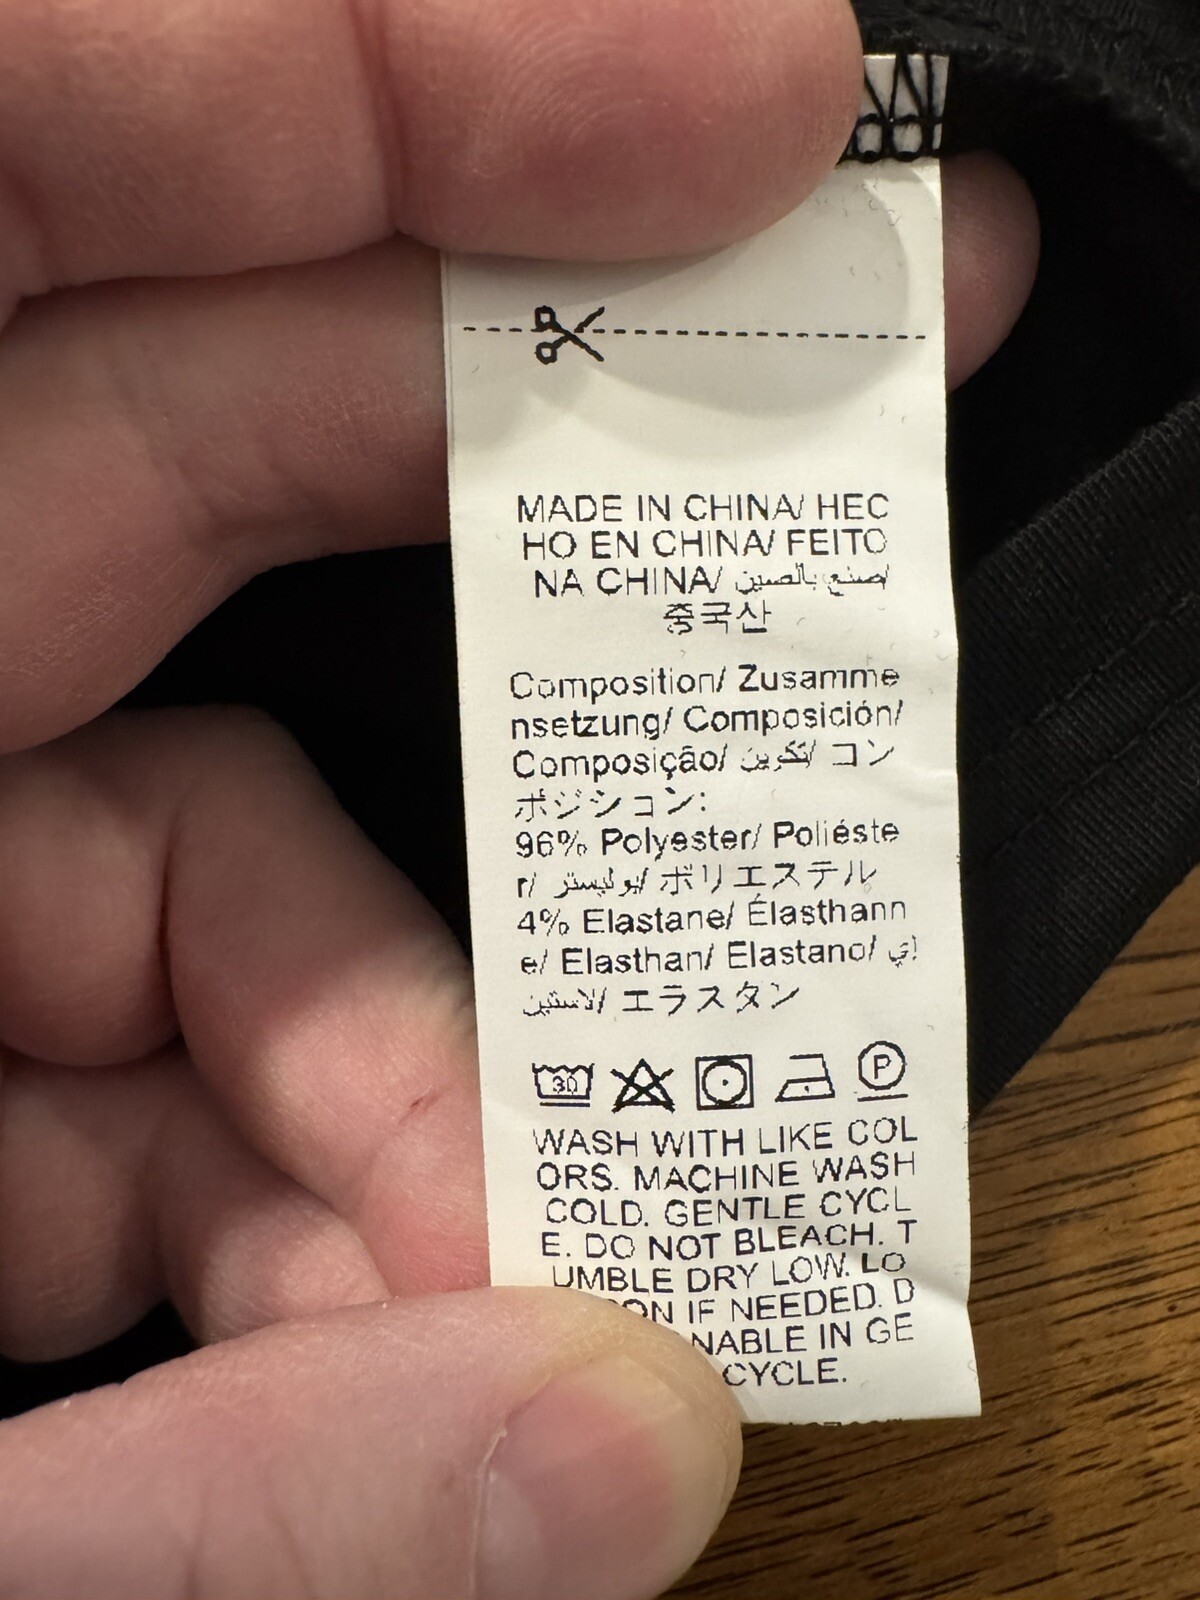 MADE IN CHINA/ HEC
HO EN CHINA/ FEITO
NA CHINA/ صنع بالصين/
중국산
Composition/ Zusamme
nsetzung/ Composición/
Composição/ تكوين/ コン
ポジション:
96% Polyester/ Poliéste
r/ بوليستر/ ポリエステル
4% Elastane/ Élasthann
e/ Elasthan/ Elastano/ إي
لاستين/ エラスタン
30 P
WASH WITH LIKE COL
ORS. MACHINE WASH
COLD. GENTLE CYCL
E. DO NOT BLEACH. T
UMBLE DRY LOW. LO
ON IF NEEDED. D
NABLE IN GE
CYCLE.